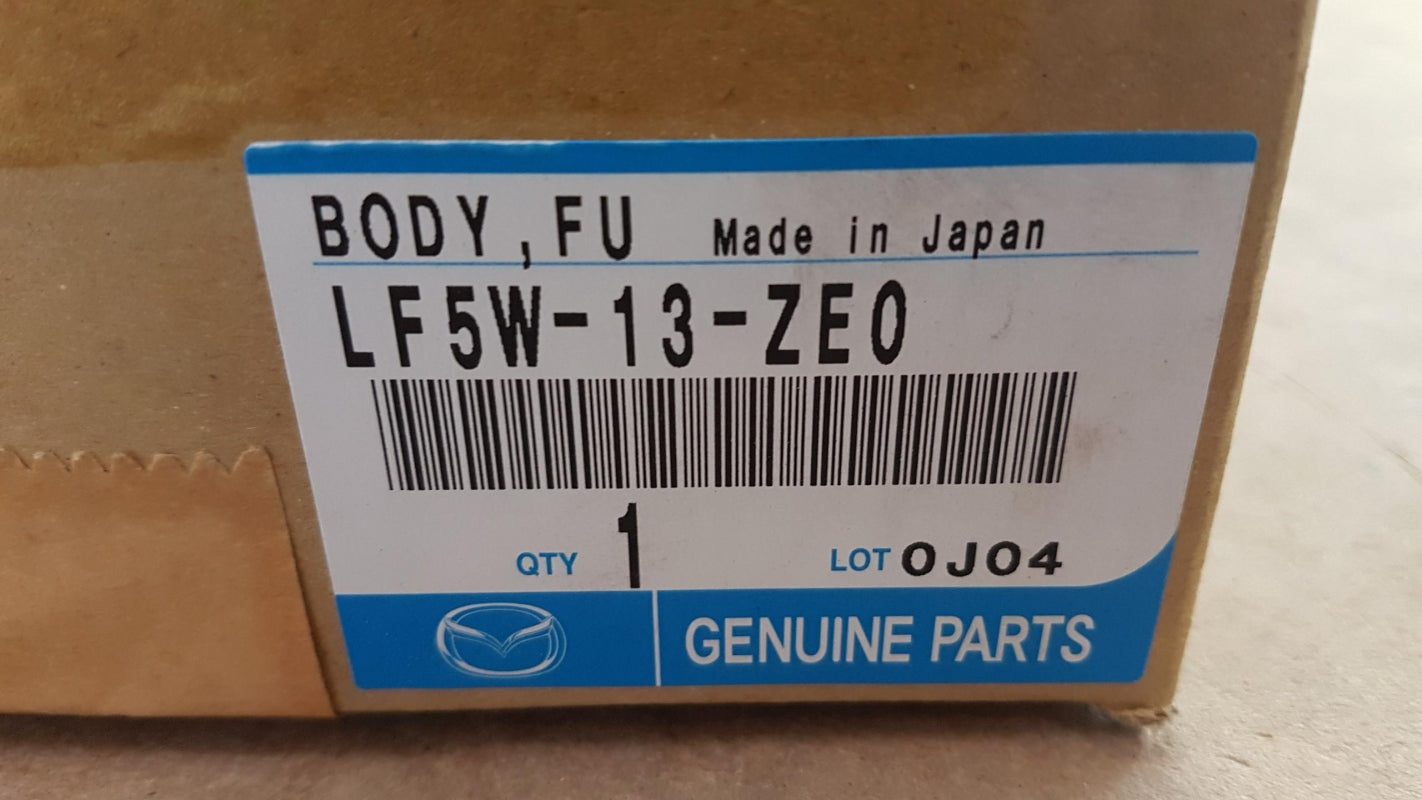 BODY,FU Made in Japan
LF5W-13-ZE0
QTY 1 LOT 0J04
GENUINE PARTS